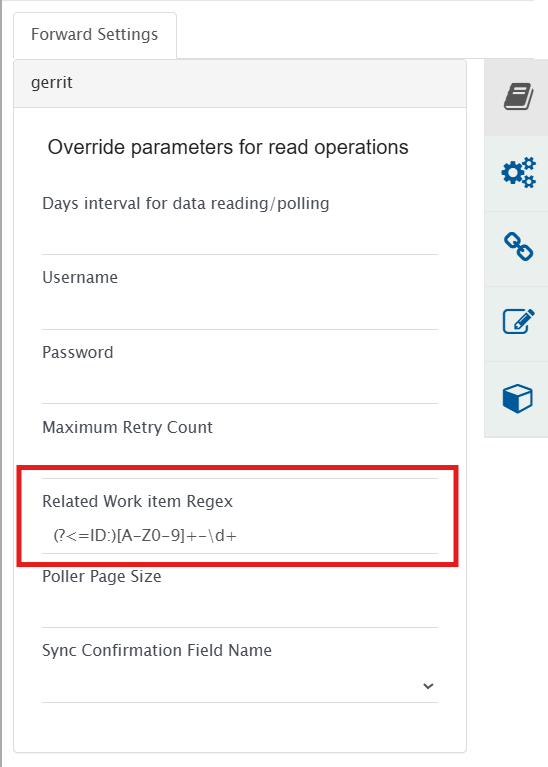 Forward Settings
gerrit
Override parameters for read operations
Days interval for data reading/polling
Username
Password
Maximum Retry Count
Related Work item Regex
(?<=ID:)[A-Z0-9]+-\d+
Poller Page Size
Sync Confirmation Field Name